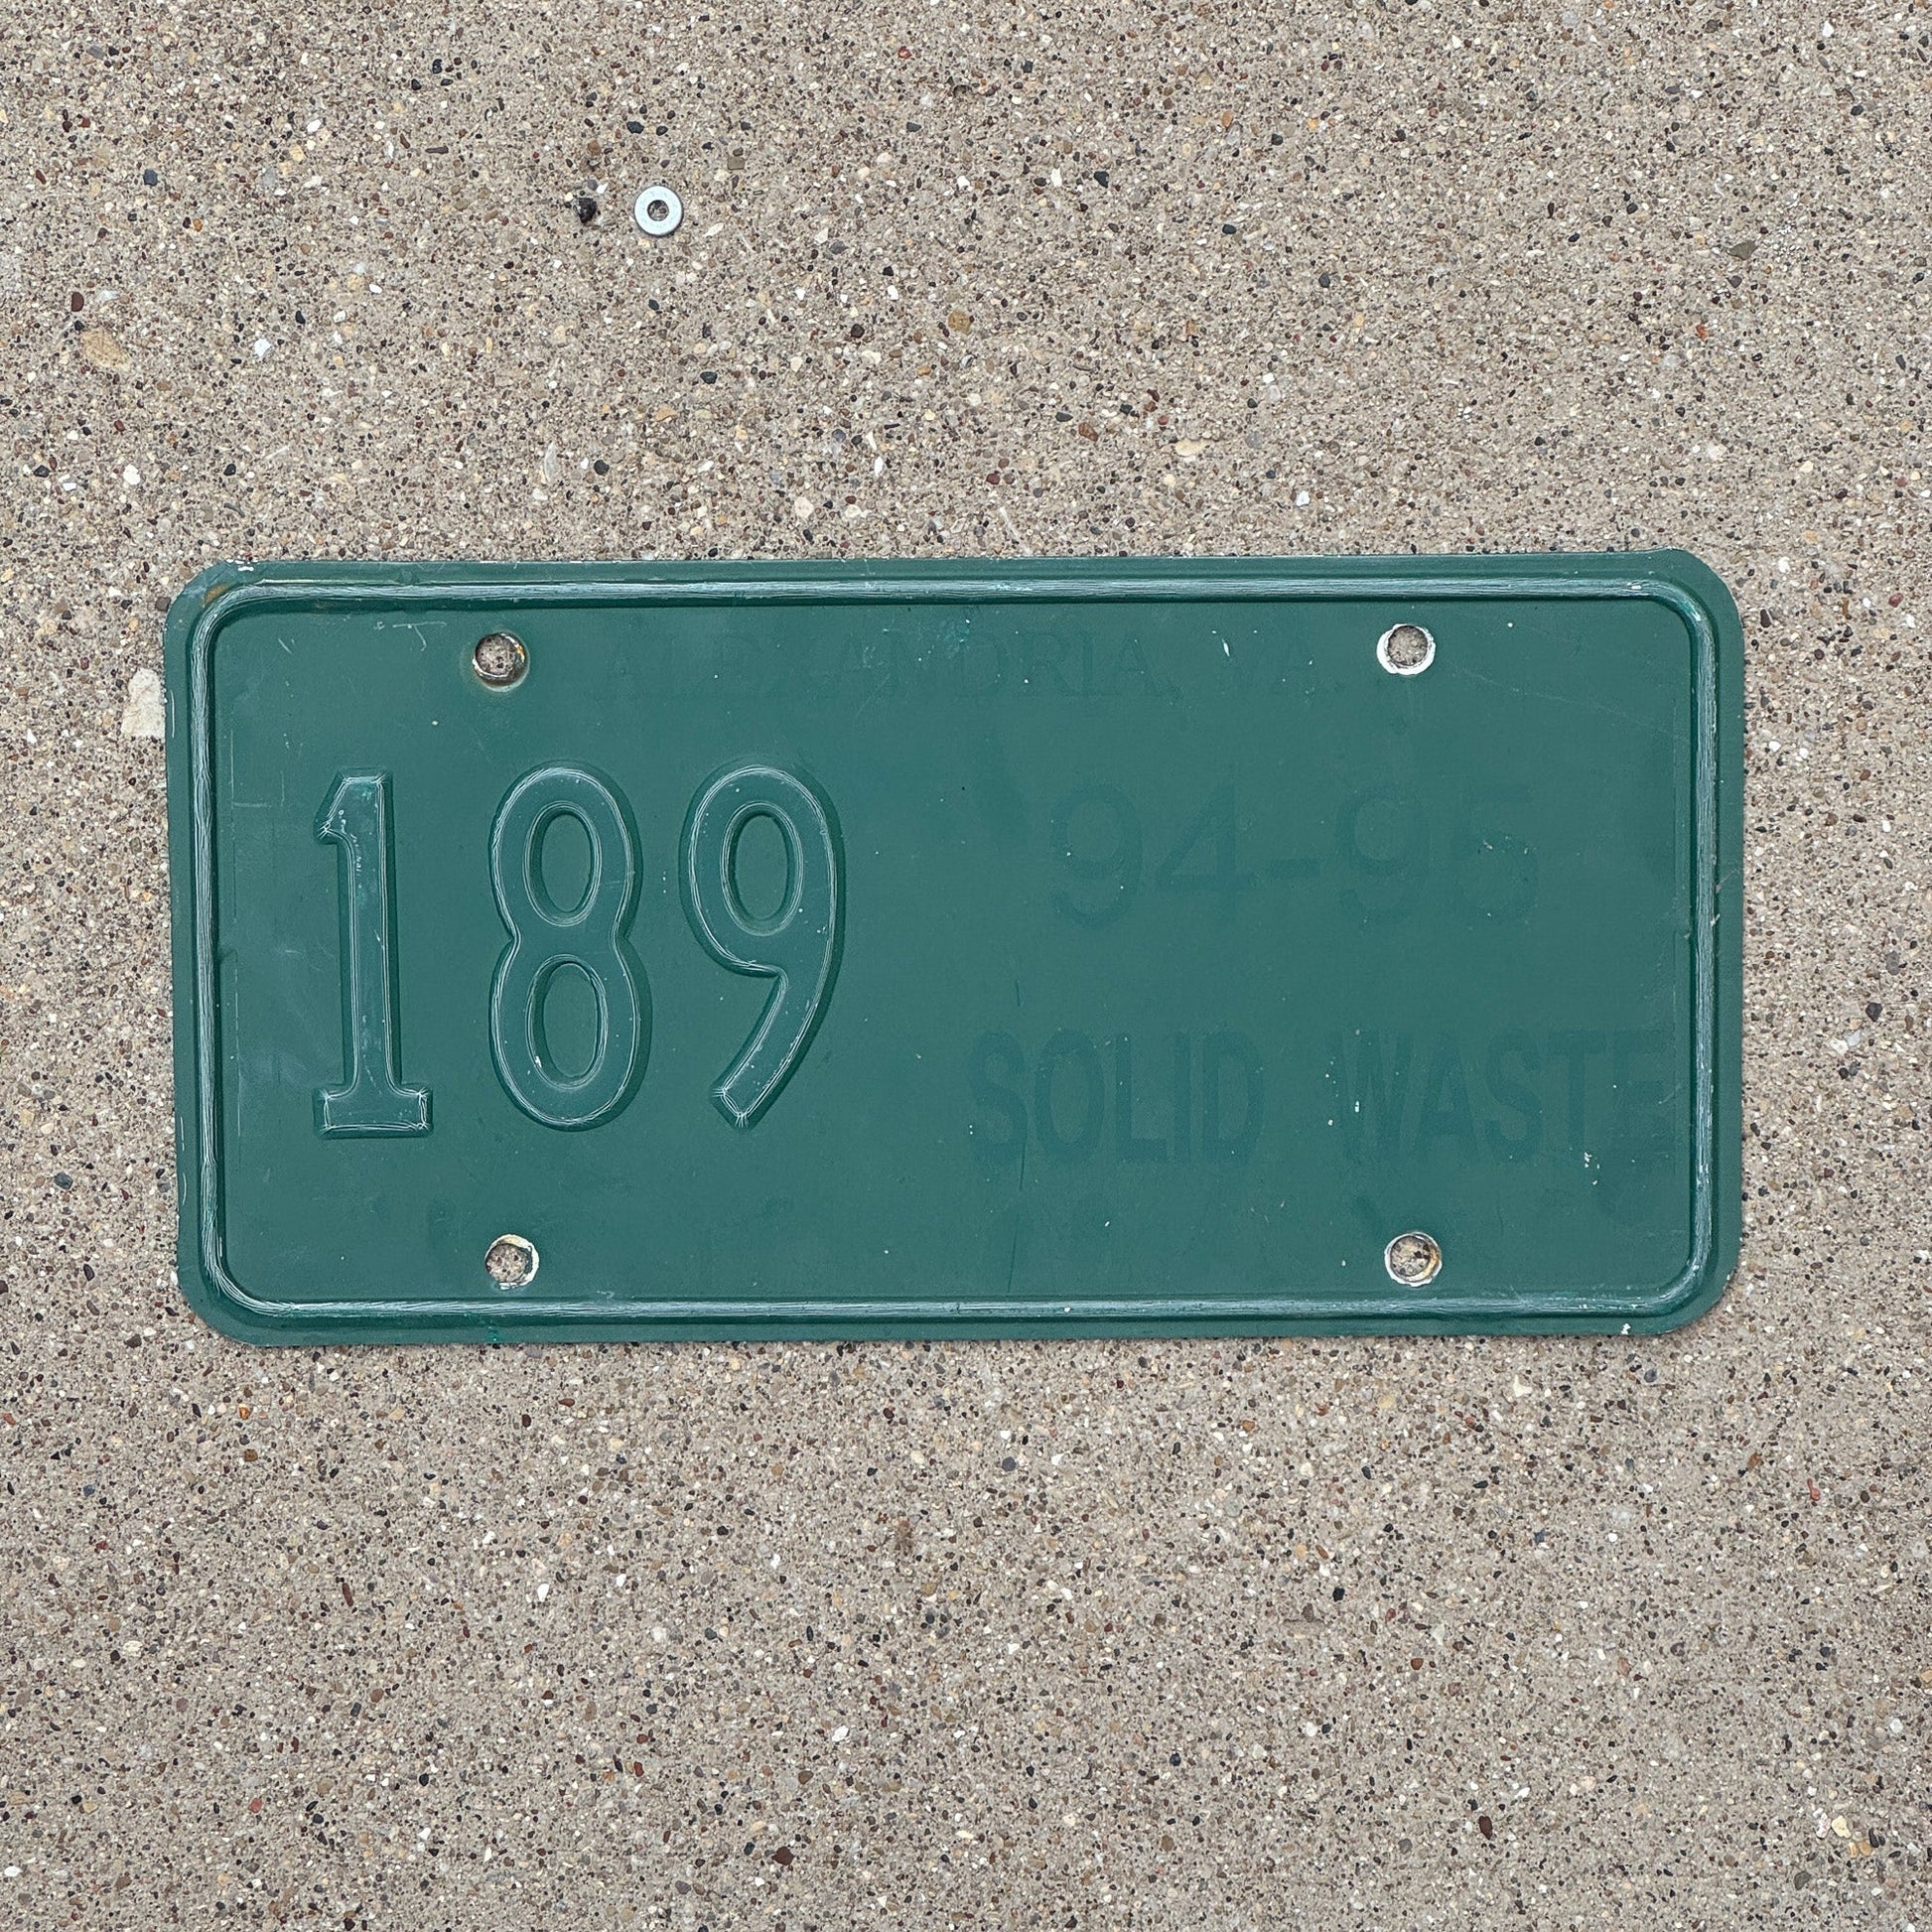 ALEXANDRIA, VA.
189 94-95
SOLID WASTE